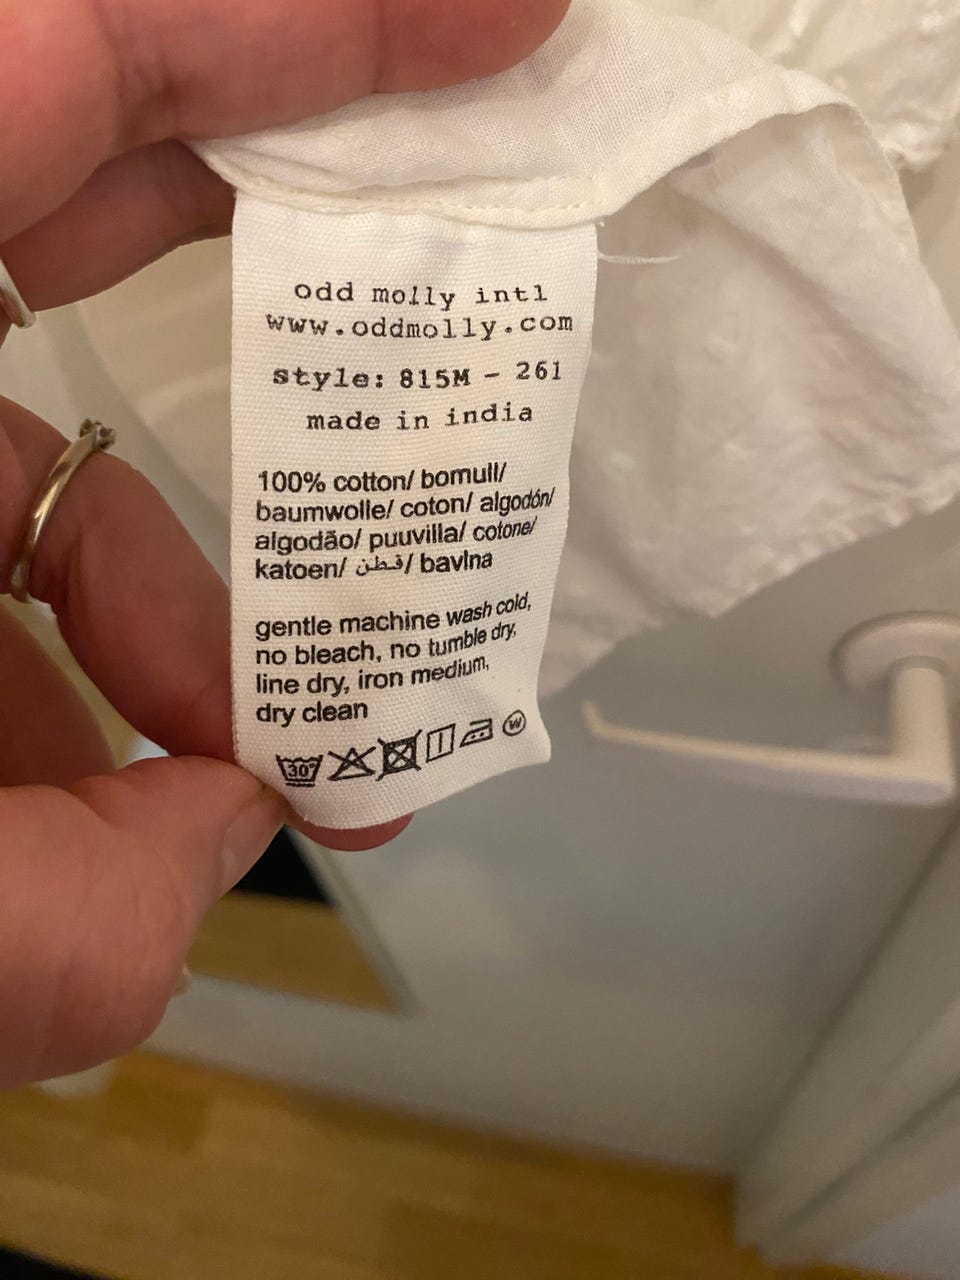 odd molly intl
www.oddmolly.com
style: 815M - 261
made in india
100% cotton/ bomull/
baumwolle/ coton/ algodón/
algodão/ puuvilla/ cotone/
katoen/ قطن/ bavlna
gentle machine wash cold,
no bleach, no tumble dry,
line dry, iron medium,
dry clean
30° W